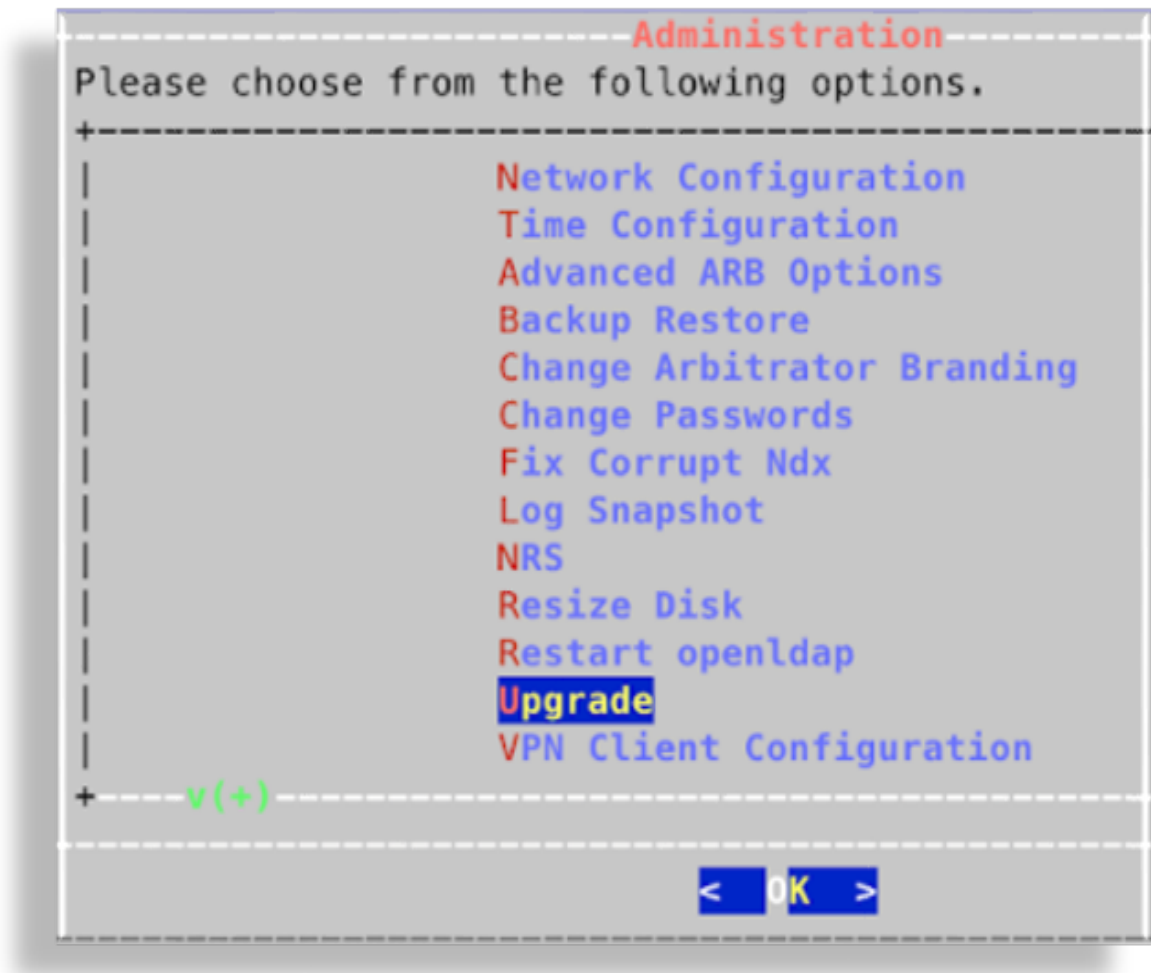 Administration
Please choose from the following options.
Network Configuration
Time Configuration
Advanced ARB Options
Backup Restore
Change Arbitrator Branding
Change Passwords
Fix Corrupt Ndx
Log Snapshot
NRS
Resize Disk
Restart openldap
Upgrade
VPN Client Configuration
v(+)
< OK >